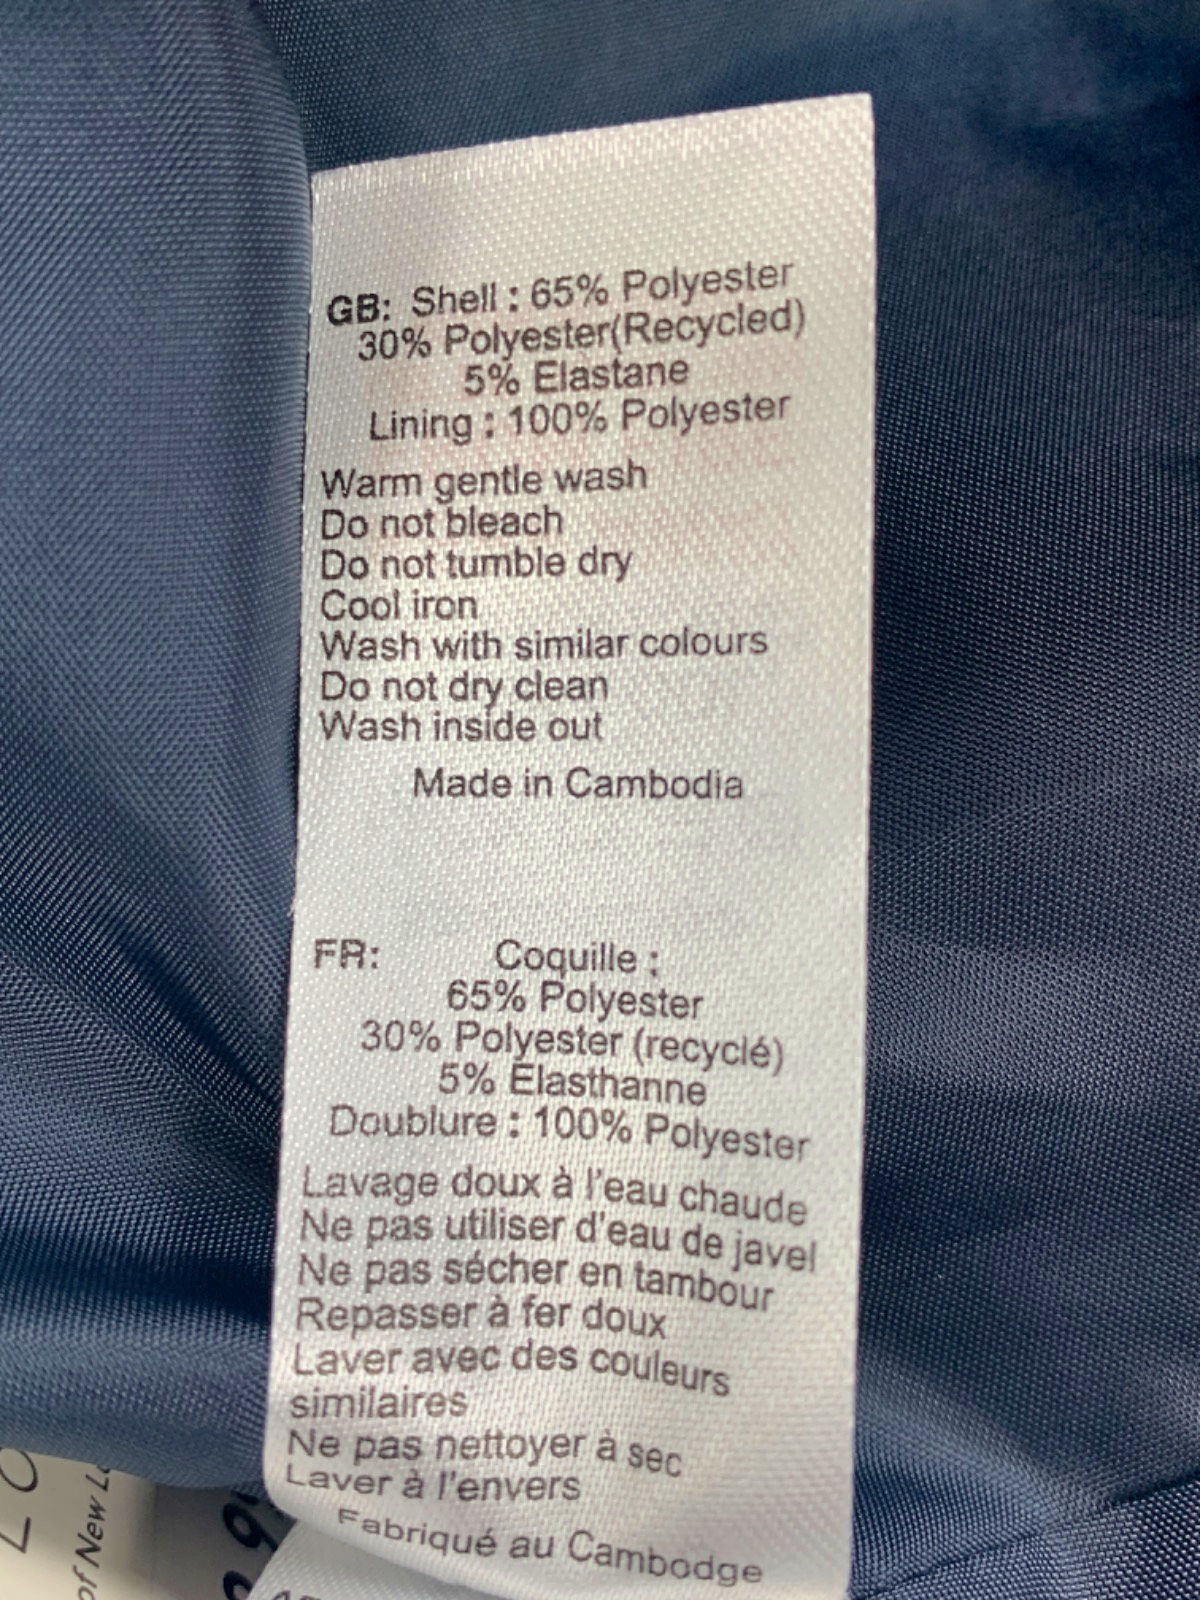 GB: Shell : 65% Polyester
30% Polyester(Recycled)
5% Elastane
Lining : 100% Polyester
Warm gentle wash
Do not bleach
Do not tumble dry
Cool iron
Wash with similar colours
Do not dry clean
Wash inside out
Made in Cambodia
FR: Coquille :
65% Polyester
30% Polyester (recyclé)
5% Élasthanne
Doublure : 100% Polyester
Lavage doux à l'eau chaude
Ne pas utiliser d'eau de javel
Ne pas sécher en tambour
Repasser à fer doux
Laver avec des couleurs
similaires
Ne pas nettoyer à sec
Laver à l'envers
Fabriqué au Cambodge
of New